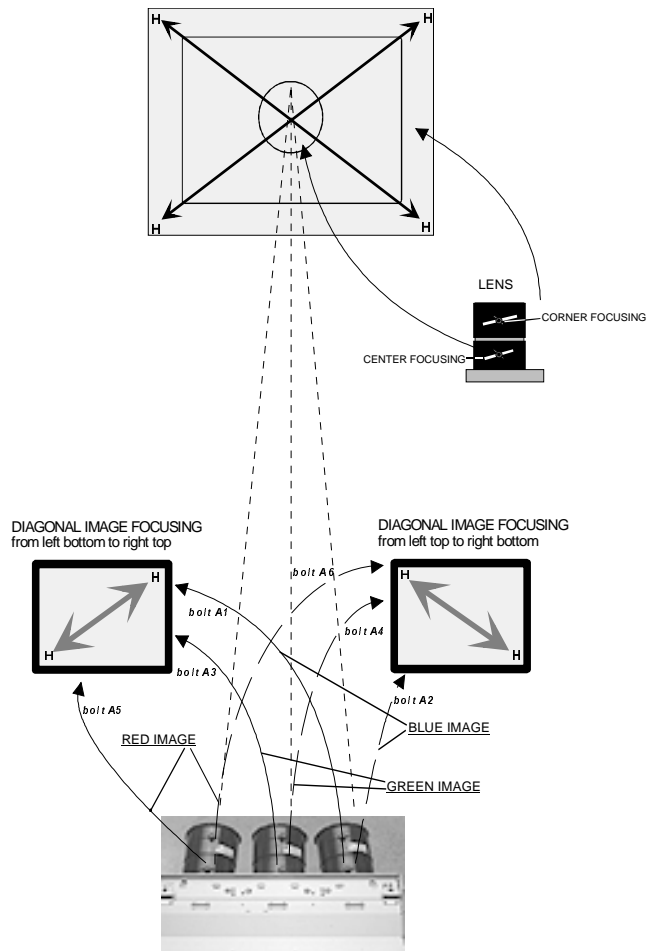 H
H
H
H
LENS
CORNER FOCUSING
CENTER FOCUSING
DIAGONAL IMAGE FOCUSING
from left bottom to right top
DIAGONAL IMAGE FOCUSING
from left top to right bottom
bolt A6
H
H
bolt A1
bolt A4
bolt A3
H
H
bolt A5
bolt A2
BLUE IMAGE
RED IMAGE
GREEN IMAGE